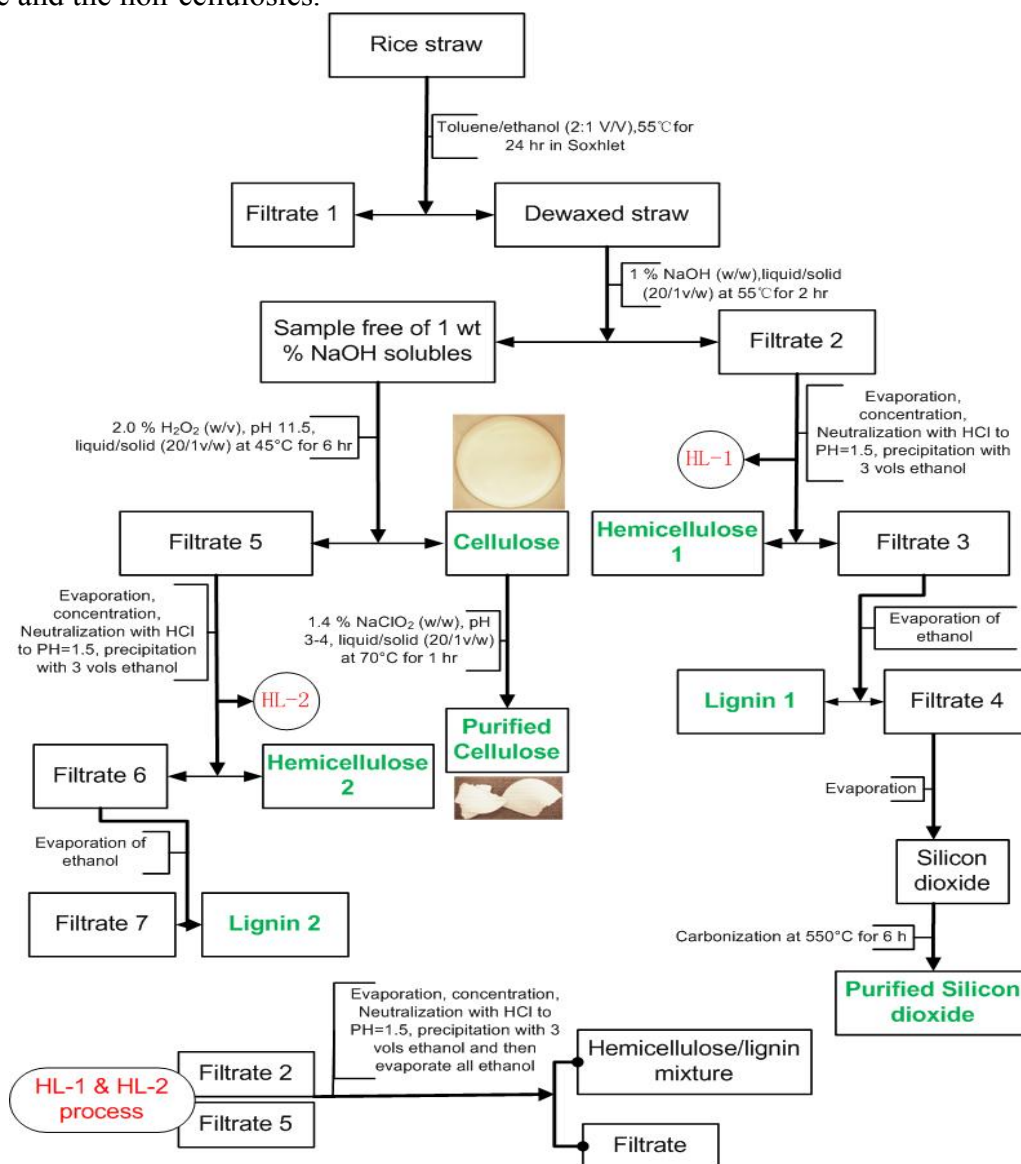 Rice straw
Toluene/ethanol (2:1 V/V),55℃for
24 hr in Soxhlet
Filtrate 1
Dewaxed straw
1 % NaOH (w/w),liquid/solid
(20/1v/w) at 55℃for 2 hr
Sample free of 1 wt
% NaOH solubles
Filtrate 2
2.0 % H₂O₂ (w/v), pH 11.5,
liquid/solid (20/1v/w) at 45°C for 6 hr
Evaporation,
concentration,
Neutralization with HCl to
PH=1.5, precipitation with
3 vols ethanol
HL-1
Filtrate 5
Cellulose
Hemicellulose
1
Filtrate 3
Evaporation,
concentration,
Neutralization with HCl
to PH=1.5, precipitation
with 3 vols ethanol
1.4 % NaClO₂ (w/w), pH
3-4, liquid/solid (20/1v/w)
at 70°C for 1 hr
Evaporation of
ethanol
HL-2
Lignin 1
Filtrate 4
Purified
Cellulose
Filtrate 6
Hemicellulose
2
Evaporation
Evaporation of
ethanol
Silicon
dioxide
Filtrate 7
Lignin 2
Carbonization at 550°C for 6 h
Purified Silicon
dioxide
Evaporation, concentration,
Neutralization with HCl to
PH=1.5, precipitation with 3
vols ethanol and then
evaporate all ethanol
HL-1 & HL-2
process
Filtrate 2
Filtrate 5
Hemicellulose/lignin
mixture
Filtrate